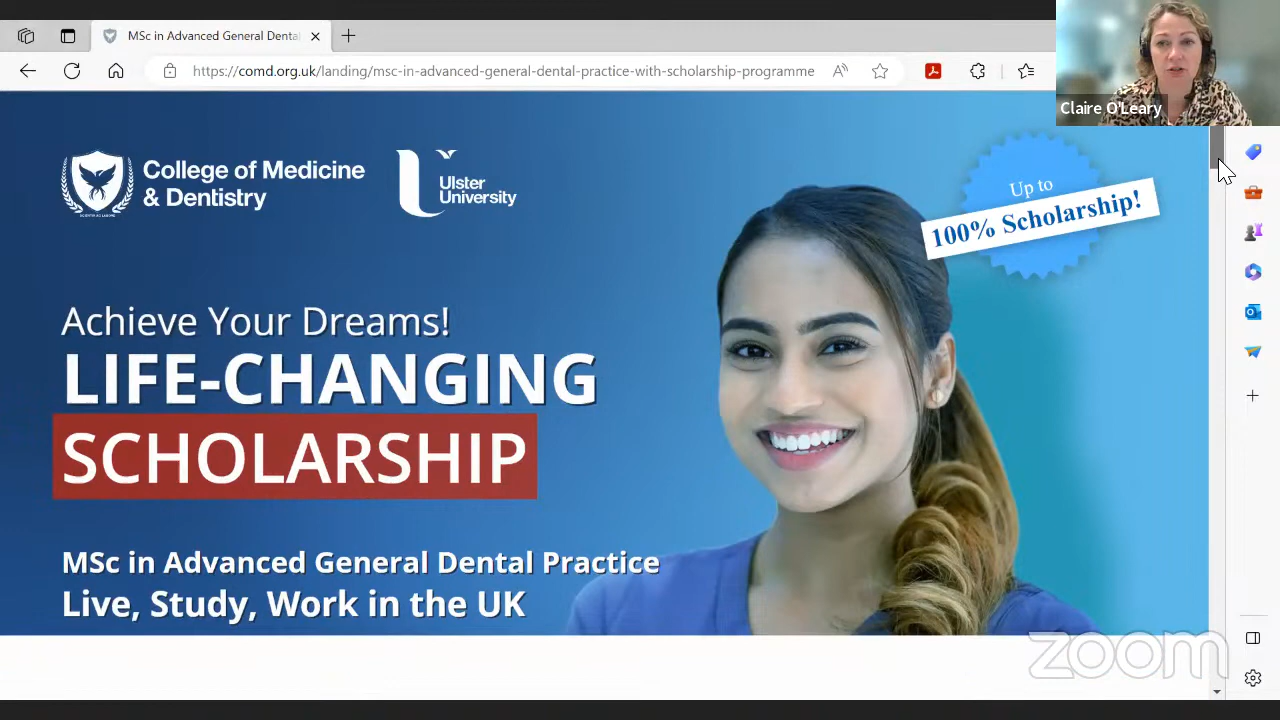 MSc in Advanced General Denta
https://comd.org.uk/landing/msc-in-advanced-general-dental-practice-with-scholarship-programme
Claire O'Leary
College of Medicine
& Dentistry
Ulster
University
Up to
100% Scholarship!
Achieve Your Dreams!
LIFE-CHANGING
SCHOLARSHIP
MSc in Advanced General Dental Practice
Live, Study, Work in the UK
zoom